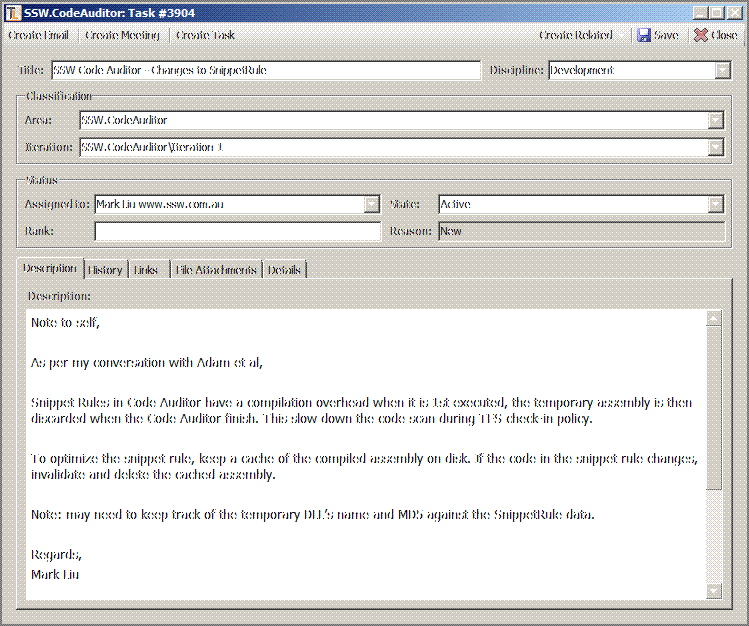 SSW.CodeAuditor: Task #3904
Create Email Create Meeting Create Task Create Related Save Close
Title: SSW Code Auditor - Changes to SnippetRule Discipline: Development
Classification
Area: SSW.CodeAuditor
Iteration: SSW.CodeAuditor\Iteration 1
Status
Assigned to: Mark Liu www.ssw.com.au State: Active
Rank: Reason: New
Description History Links File Attachments Details
Description:
Note to self,
As per my conversation with Adam et al,
Snippet Rules in Code Auditor have a compilation overhead when it is 1st executed, the temporary assembly is then
discarded when the Code Auditor finish. This slow down the code scan during TFS check-in policy.
To optimize the snippet rule, keep a cache of the compiled assembly on disk. If the code in the snippet rule changes,
invalidate and delete the cached assembly.
Note: may need to keep track of the temporary DLL's name and MD5 against the SnippetRule data.
Regards,
Mark Liu